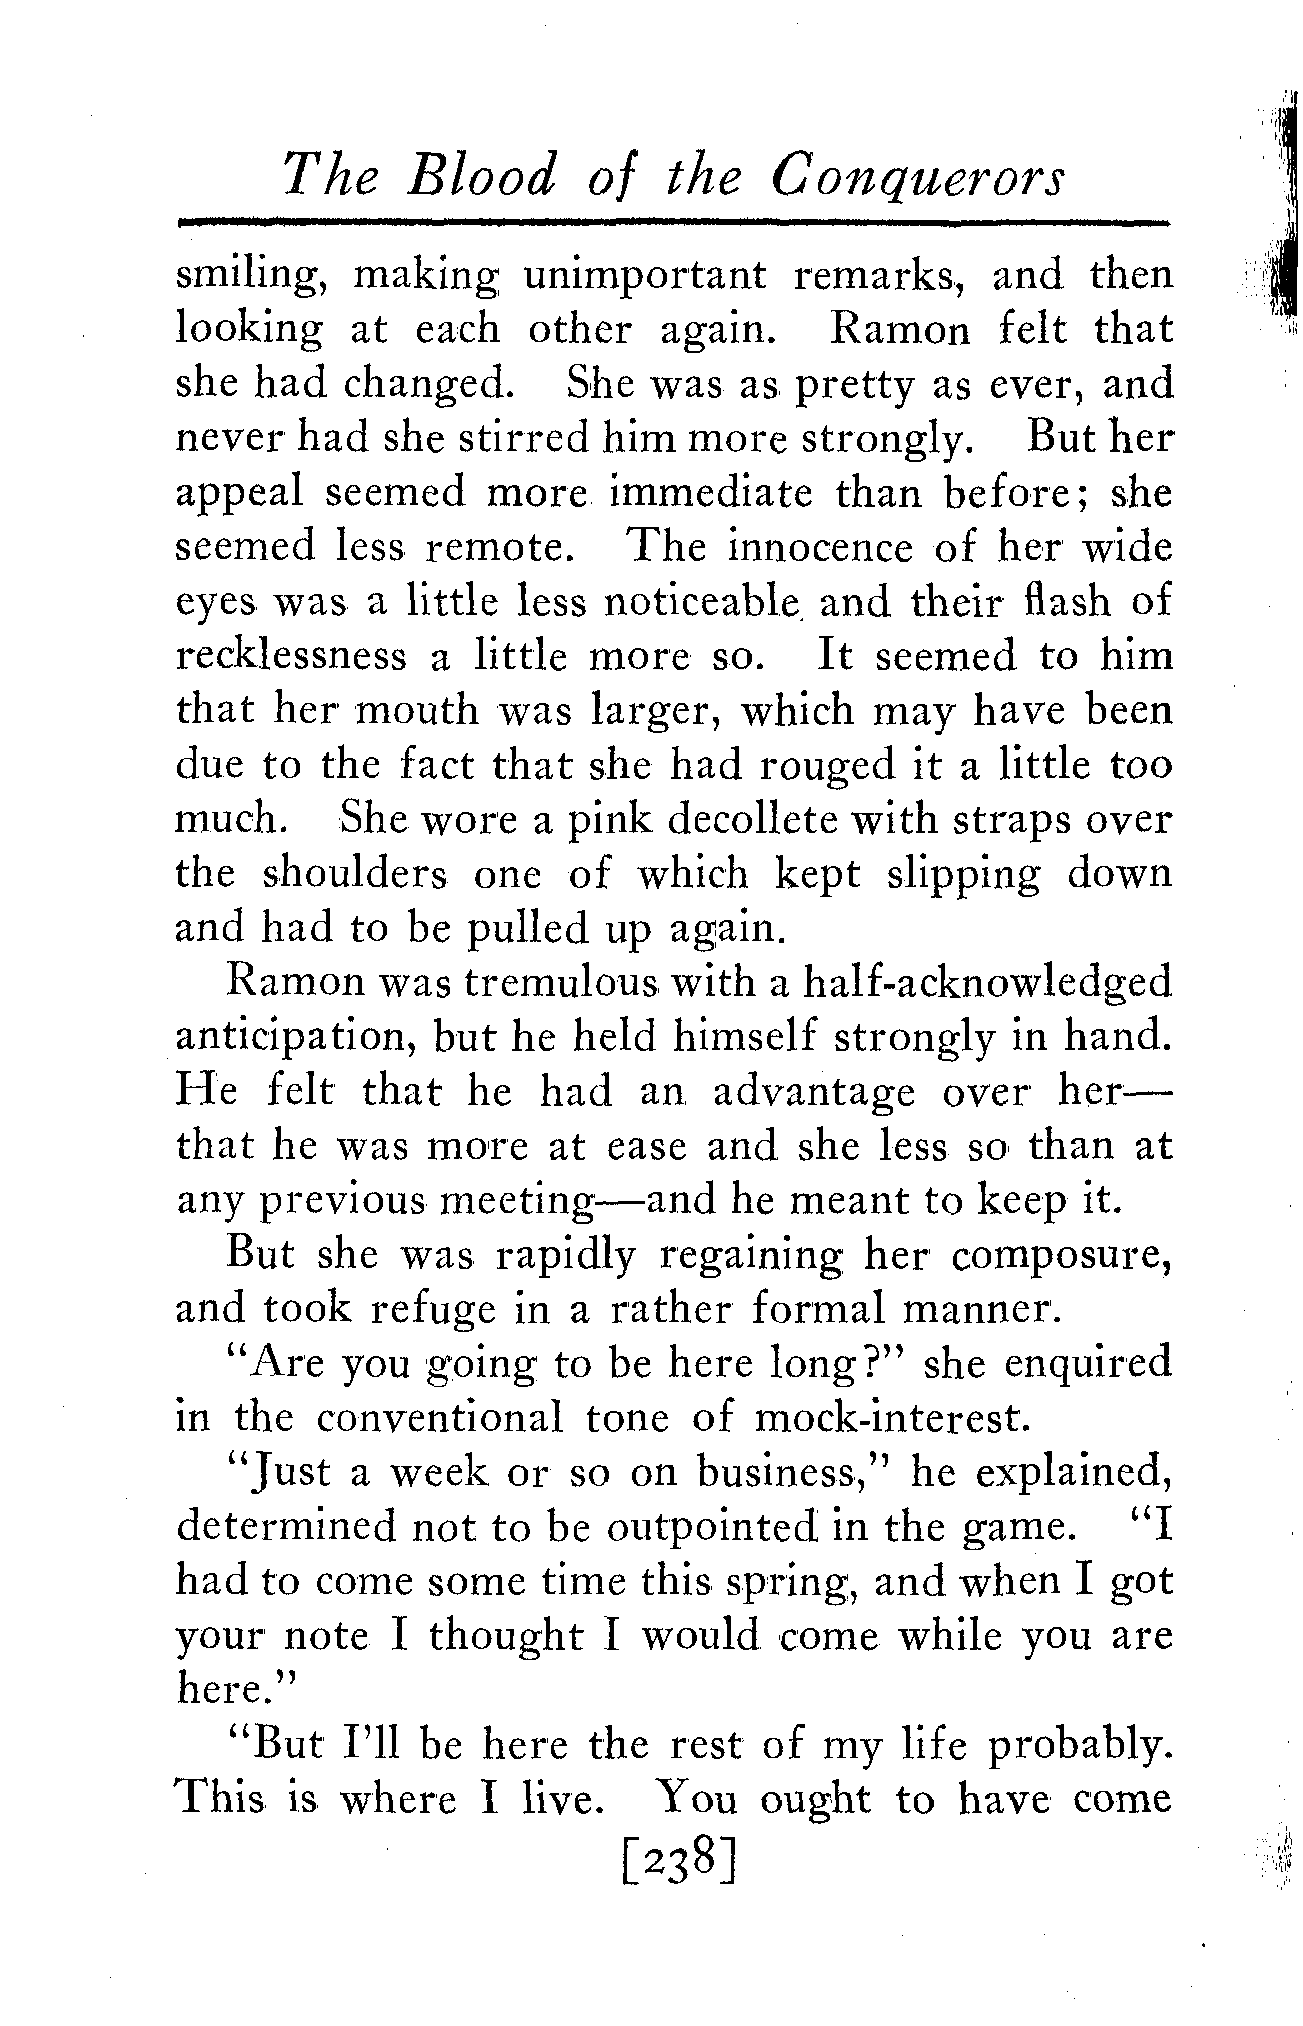 The Blood of the Conquerors
smiling, making unimportant remarks, and then
looking at each other again. Ramon felt that
she had changed. She was as pretty as ever, and
never had she stirred him more strongly. But her
appeal seemed more immediate than before; she
seemed less remote. The innocence of her wide
eyes was a little less noticeable and their flash of
recklessness a little more so. It seemed to him
that her mouth was larger, which may have been
due to the fact that she had rouged it a little too
much. She wore a pink decollete with straps over
the shoulders one of which kept slipping down
and had to be pulled up again.
Ramon was tremulous with a half-acknowledged
anticipation, but he held himself strongly in hand.
He felt that he had an advantage over her—
that he was more at ease and she less so than at
any previous meeting—and he meant to keep it.
But she was rapidly regaining her composure,
and took refuge in a rather formal manner.
"Are you going to be here long?" she enquired
in the conventional tone of mock-interest.
"Just a week or so on business," he explained,
determined not to be outpointed in the game. "I
had to come some time this spring, and when I got
your note I thought I would come while you are
here."
"But I'll be here the rest of my life probably.
This is where I live. You ought to have come
[238]